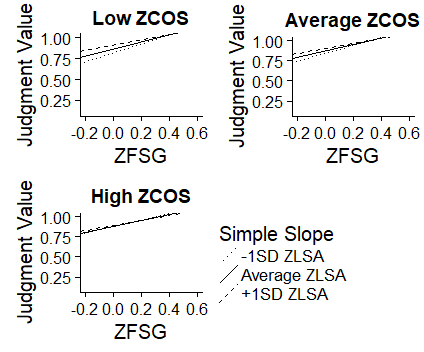 Low ZCOS
Judgment Value
1.00
0.75
0.50
0.25
-0.2 0.0 0.2 0.4 0.6
ZFSG
Average ZCOS
Judgment Value
1.00
0.75
0.50
0.25
-0.2 0.0 0.2 0.4 0.6
ZFSG
High ZCOS
Judgment Value
1.00
0.75
0.50
0.25
-0.2 0.0 0.2 0.4 0.6
ZFSG
Simple Slope
-1SD ZLSA
Average ZLSA
+1SD ZLSA